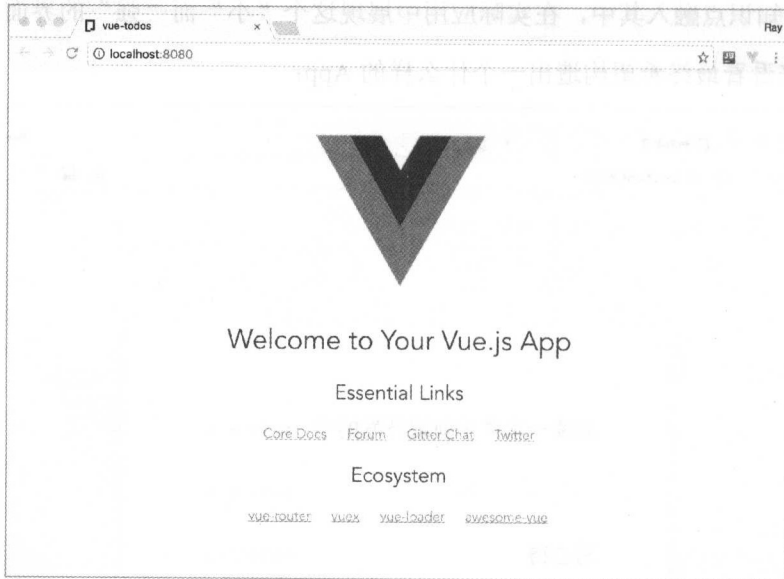 vue-todos
Ray
localhost:8080
Welcome to Your Vue.js App
Essential Links
Core Docs Forum Gitter Chat Twitter
Ecosystem
vue-router vuex vue-loader awesome-vue